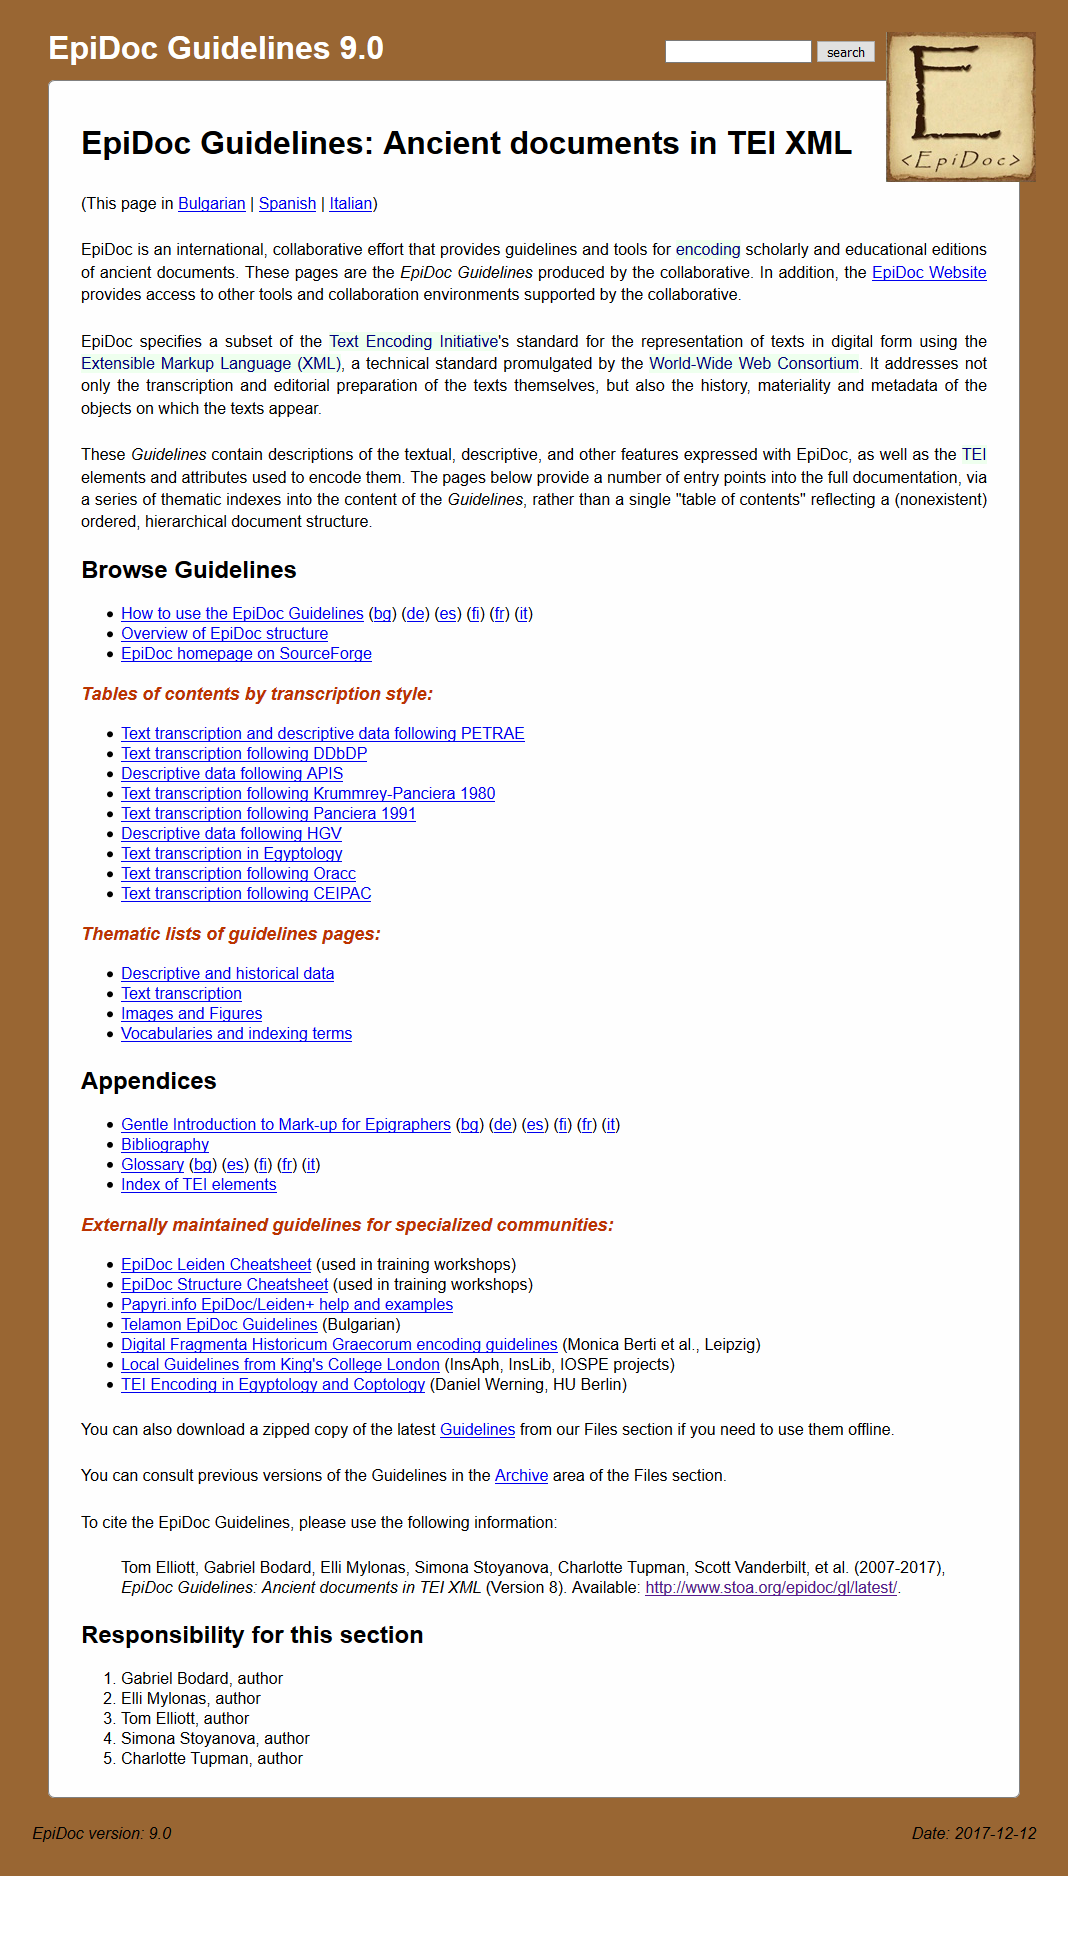 EpiDoc Guidelines 9.0
search
E
<EpiDoc>
EpiDoc Guidelines: Ancient documents in TEI XML
(This page in Bulgarian | Spanish | Italian)
EpiDoc is an international, collaborative effort that provides guidelines and tools for encoding scholarly and educational editions
of ancient documents. These pages are the EpiDoc Guidelines produced by the collaborative. In addition, the EpiDoc Website
provides access to other tools and collaboration environments supported by the collaborative.
EpiDoc specifies a subset of the Text Encoding Initiative's standard for the representation of texts in digital form using the
Extensible Markup Language (XML), a technical standard promulgated by the World-Wide Web Consortium. It addresses not
only the transcription and editorial preparation of the texts themselves, but also the history, materiality and metadata of the
objects on which the texts appear.
These Guidelines contain descriptions of the textual, descriptive, and other features expressed with EpiDoc, as well as the TEI
elements and attributes used to encode them. The pages below provide a number of entry points into the full documentation, via
a series of thematic indexes into the content of the Guidelines, rather than a single "table of contents" reflecting a (nonexistent)
ordered, hierarchical document structure.
Browse Guidelines
• How to use the EpiDoc Guidelines (bg) (de) (es) (fi) (fr) (it)
• Overview of EpiDoc structure
• EpiDoc homepage on SourceForge
Tables of contents by transcription style:
• Text transcription and descriptive data following PETRAE
• Text transcription following DDbDP
• Descriptive data following APIS
• Text transcription following Krummrey-Panciera 1980
• Text transcription following Panciera 1991
• Descriptive data following HGV
• Text transcription in Egyptology
• Text transcription following Oracc
• Text transcription following CEIPAC
Thematic lists of guidelines pages:
• Descriptive and historical data
• Text transcription
• Images and Figures
• Vocabularies and indexing terms
Appendices
• Gentle Introduction to Mark-up for Epigraphers (bg) (de) (es) (fi) (fr) (it)
• Bibliography
• Glossary (bg) (es) (fi) (fr) (it)
• Index of TEI elements
Externally maintained guidelines for specialized communities:
• EpiDoc Leiden Cheatsheet (used in training workshops)
• EpiDoc Structure Cheatsheet (used in training workshops)
• Papyri.info EpiDoc/Leiden+ help and examples
• Telamon EpiDoc Guidelines (Bulgarian)
• Digital Fragmenta Historicum Graecorum encoding guidelines (Monica Berti et al., Leipzig)
• Local Guidelines from King's College London (InsAph, InsLib, IOSPE projects)
• TEI Encoding in Egyptology and Coptology (Daniel Werning, HU Berlin)
You can also download a zipped copy of the latest Guidelines from our Files section if you need to use them offline.
You can consult previous versions of the Guidelines in the Archive area of the Files section.
To cite the EpiDoc Guidelines, please use the following information:
Tom Elliott, Gabriel Bodard, Elli Mylonas, Simona Stoyanova, Charlotte Tupman, Scott Vanderbilt, et al. (2007-2017),
EpiDoc Guidelines: Ancient documents in TEI XML (Version 8). Available: http://www.stoa.org/epidoc/gl/latest/.
Responsibility for this section
1. Gabriel Bodard, author
2. Elli Mylonas, author
3. Tom Elliott, author
4. Simona Stoyanova, author
5. Charlotte Tupman, author
EpiDoc version: 9.0
Date: 2017-12-12